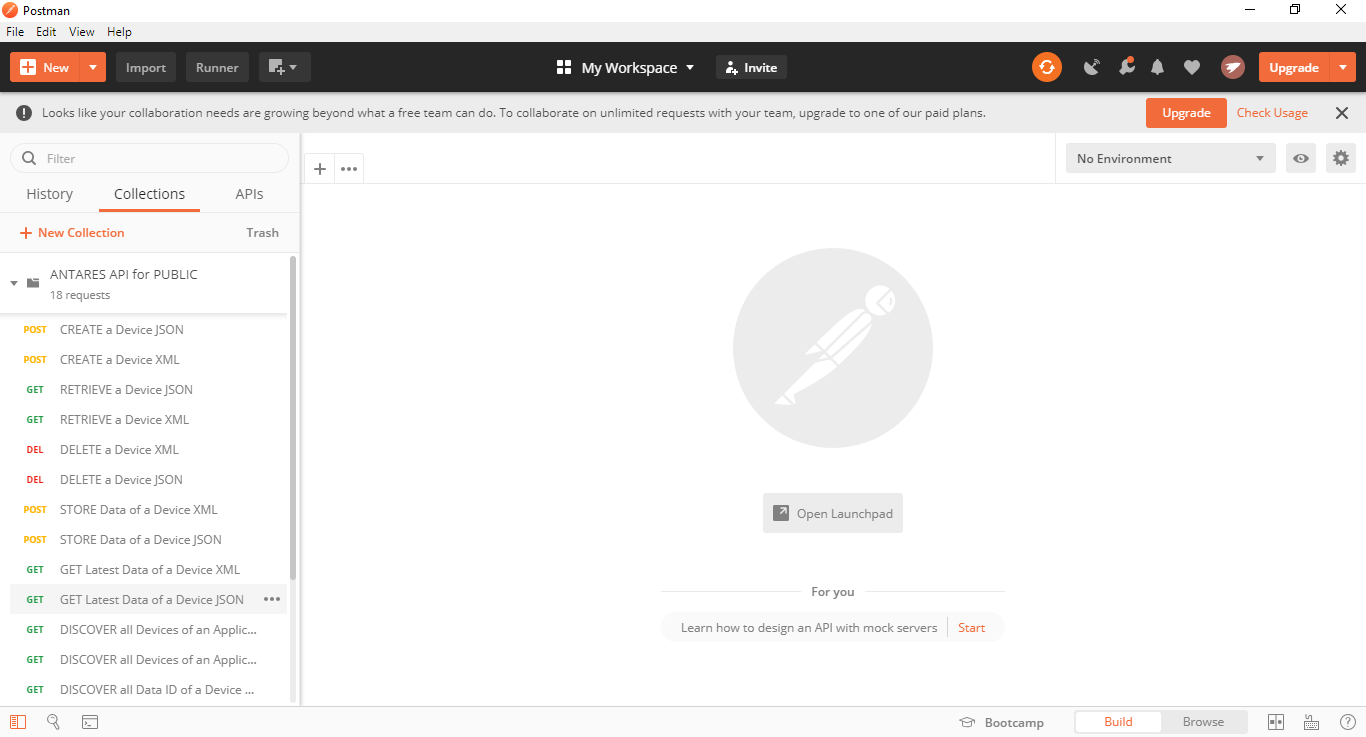 Postman
File Edit View Help
New Import Runner My Workspace Invite Upgrade
Looks like your collaboration needs are growing beyond what a free team can do. To collaborate on unlimited requests with your team, upgrade to one of our paid plans. Upgrade Check Usage
Filter
No Environment
History Collections APIs
New Collection Trash
ANTARES API for PUBLIC
18 requests
POST CREATE a Device JSON
POST CREATE a Device XML
GET RETRIEVE a Device JSON
GET RETRIEVE a Device XML
DEL DELETE a Device XML
DEL DELETE a Device JSON
POST STORE Data of a Device XML
POST STORE Data of a Device JSON
GET GET Latest Data of a Device XML
GET GET Latest Data of a Device JSON
GET DISCOVER all Devices of an Applic...
GET DISCOVER all Devices of an Applic...
GET DISCOVER all Data ID of a Device ...
Open Launchpad
For you
Learn how to design an API with mock servers Start
Bootcamp Build Browse